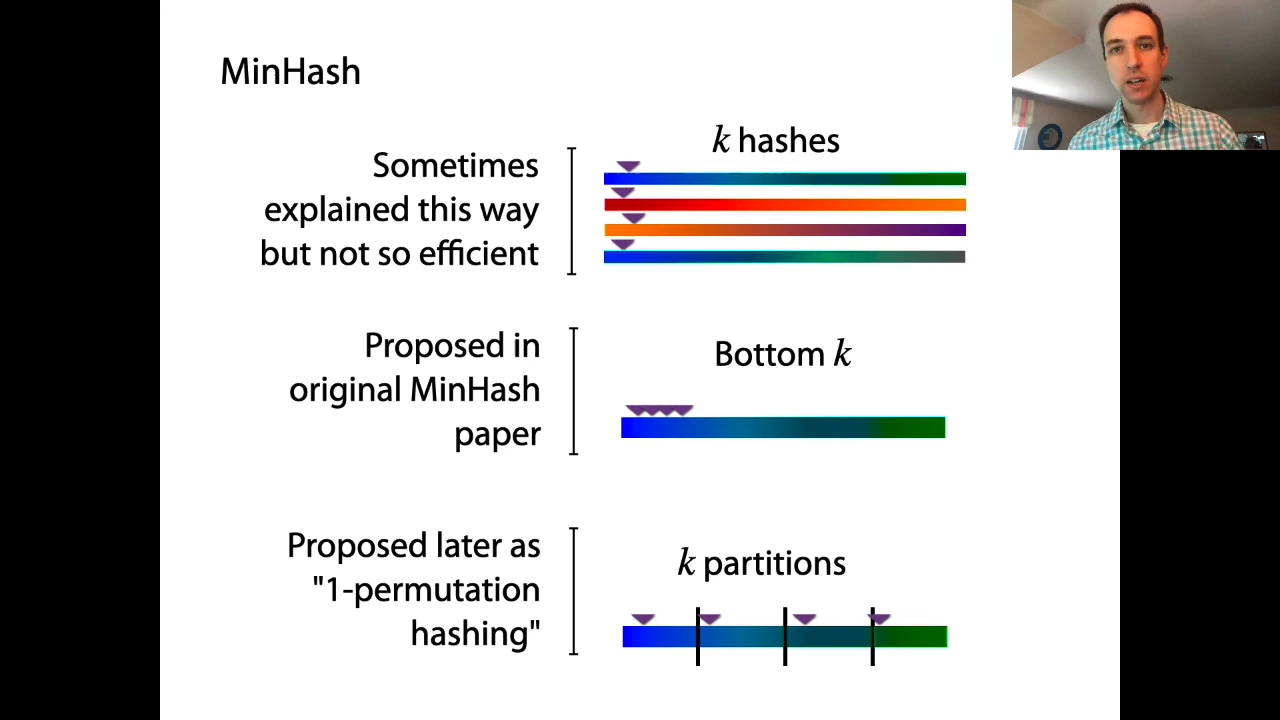 MinHash
Sometimes
explained this way
but not so efficient
k hashes
Proposed in
original MinHash
paper
Bottom k
Proposed later as
"1-permutation
hashing"
k partitions